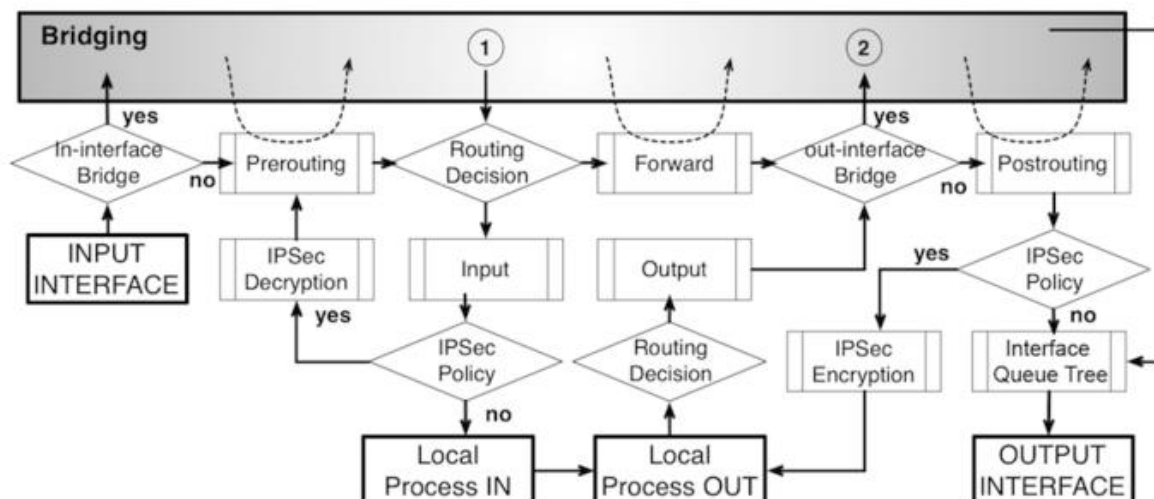 Bridging
1
2
yes
yes
In-interface
Bridge
no
Prerouting
Routing
Decision
Forward
out-interface
Bridge
no
Postrouting
INPUT
INTERFACE
IPSec
Decryption
yes
Input
Output
yes
IPSec
Policy
no
IPSec
Policy
no
Routing
Decision
IPSec
Encryption
Interface
Queue Tree
Local
Process IN
Local
Process OUT
OUTPUT
INTERFACE